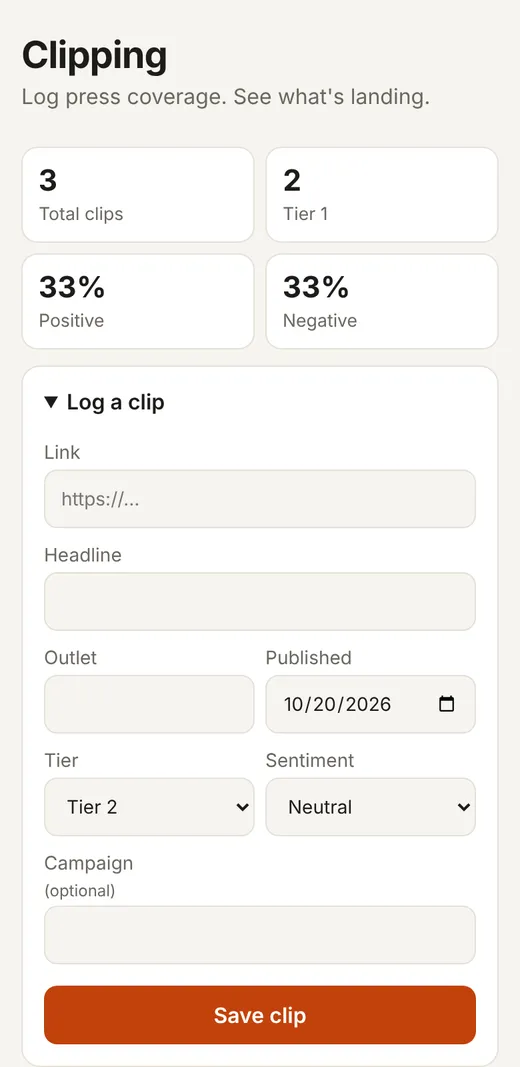 Clipping
Log press coverage. See what's landing.
3
Total clips
2
Tier 1
33%
Positive
33%
Negative
▼ Log a clip
Link
https://...
Headline
Outlet
Published
10/20/2026
Tier
Sentiment
Tier 2
Neutral
Campaign
(optional)
Save clip